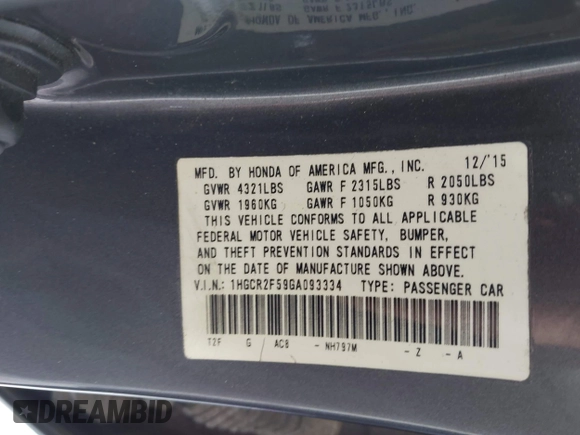 MFD. BY HONDA OF AMERICA MFG., INC. 12/'15
GVWR 4321LBS GAWR F 2315LBS R 2050LBS
GVWR 1960KG GAWR F 1050KG R 930KG
THIS VEHICLE CONFORMS TO ALL APPLICABLE
FEDERAL MOTOR VEHICLE SAFETY, BUMPER,
AND THEFT PREVENTION STANDARDS IN EFFECT
ON THE DATE OF MANUFACTURE SHOWN ABOVE.
V.I.N.: 1HGCR2F59GA093334 TYPE: PASSENGER CAR
T2F G AC8 - NH797M - Z - A
DREAMBID